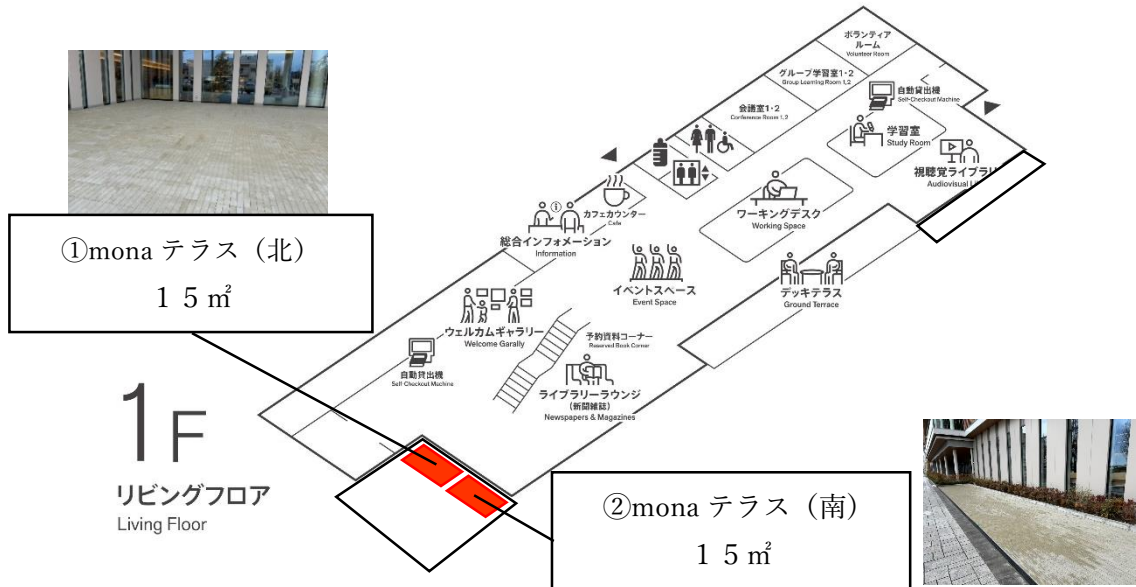 ボランティア
ルーム
Volunteer Room
グループ学習室1・2
Group Learning Room 1,2
会議室1・2
Conference Room 1,2
自動貸出機
Self-Checkout Machine
学習室
Study Room
視聴覚ライブラリ
Audiovisual Li
①
カフェカウンター
Cafe
総合インフォメーション
Information
ワーキングデスク
Working Space
イベントスペース
Event Space
デッキテラス
Ground Terrace
ウェルカムギャラリー
Welcome Garally
予約資料コーナー
Reserved Book Corner
自動貸出機
Self-Checkout Machine
ライブラリーラウンジ
(新聞雑誌)
Newspapers & Magazines
①mona テラス（北）
１５㎡
1F
リビングフロア
Living Floor
②mona テラス（南）
１５㎡